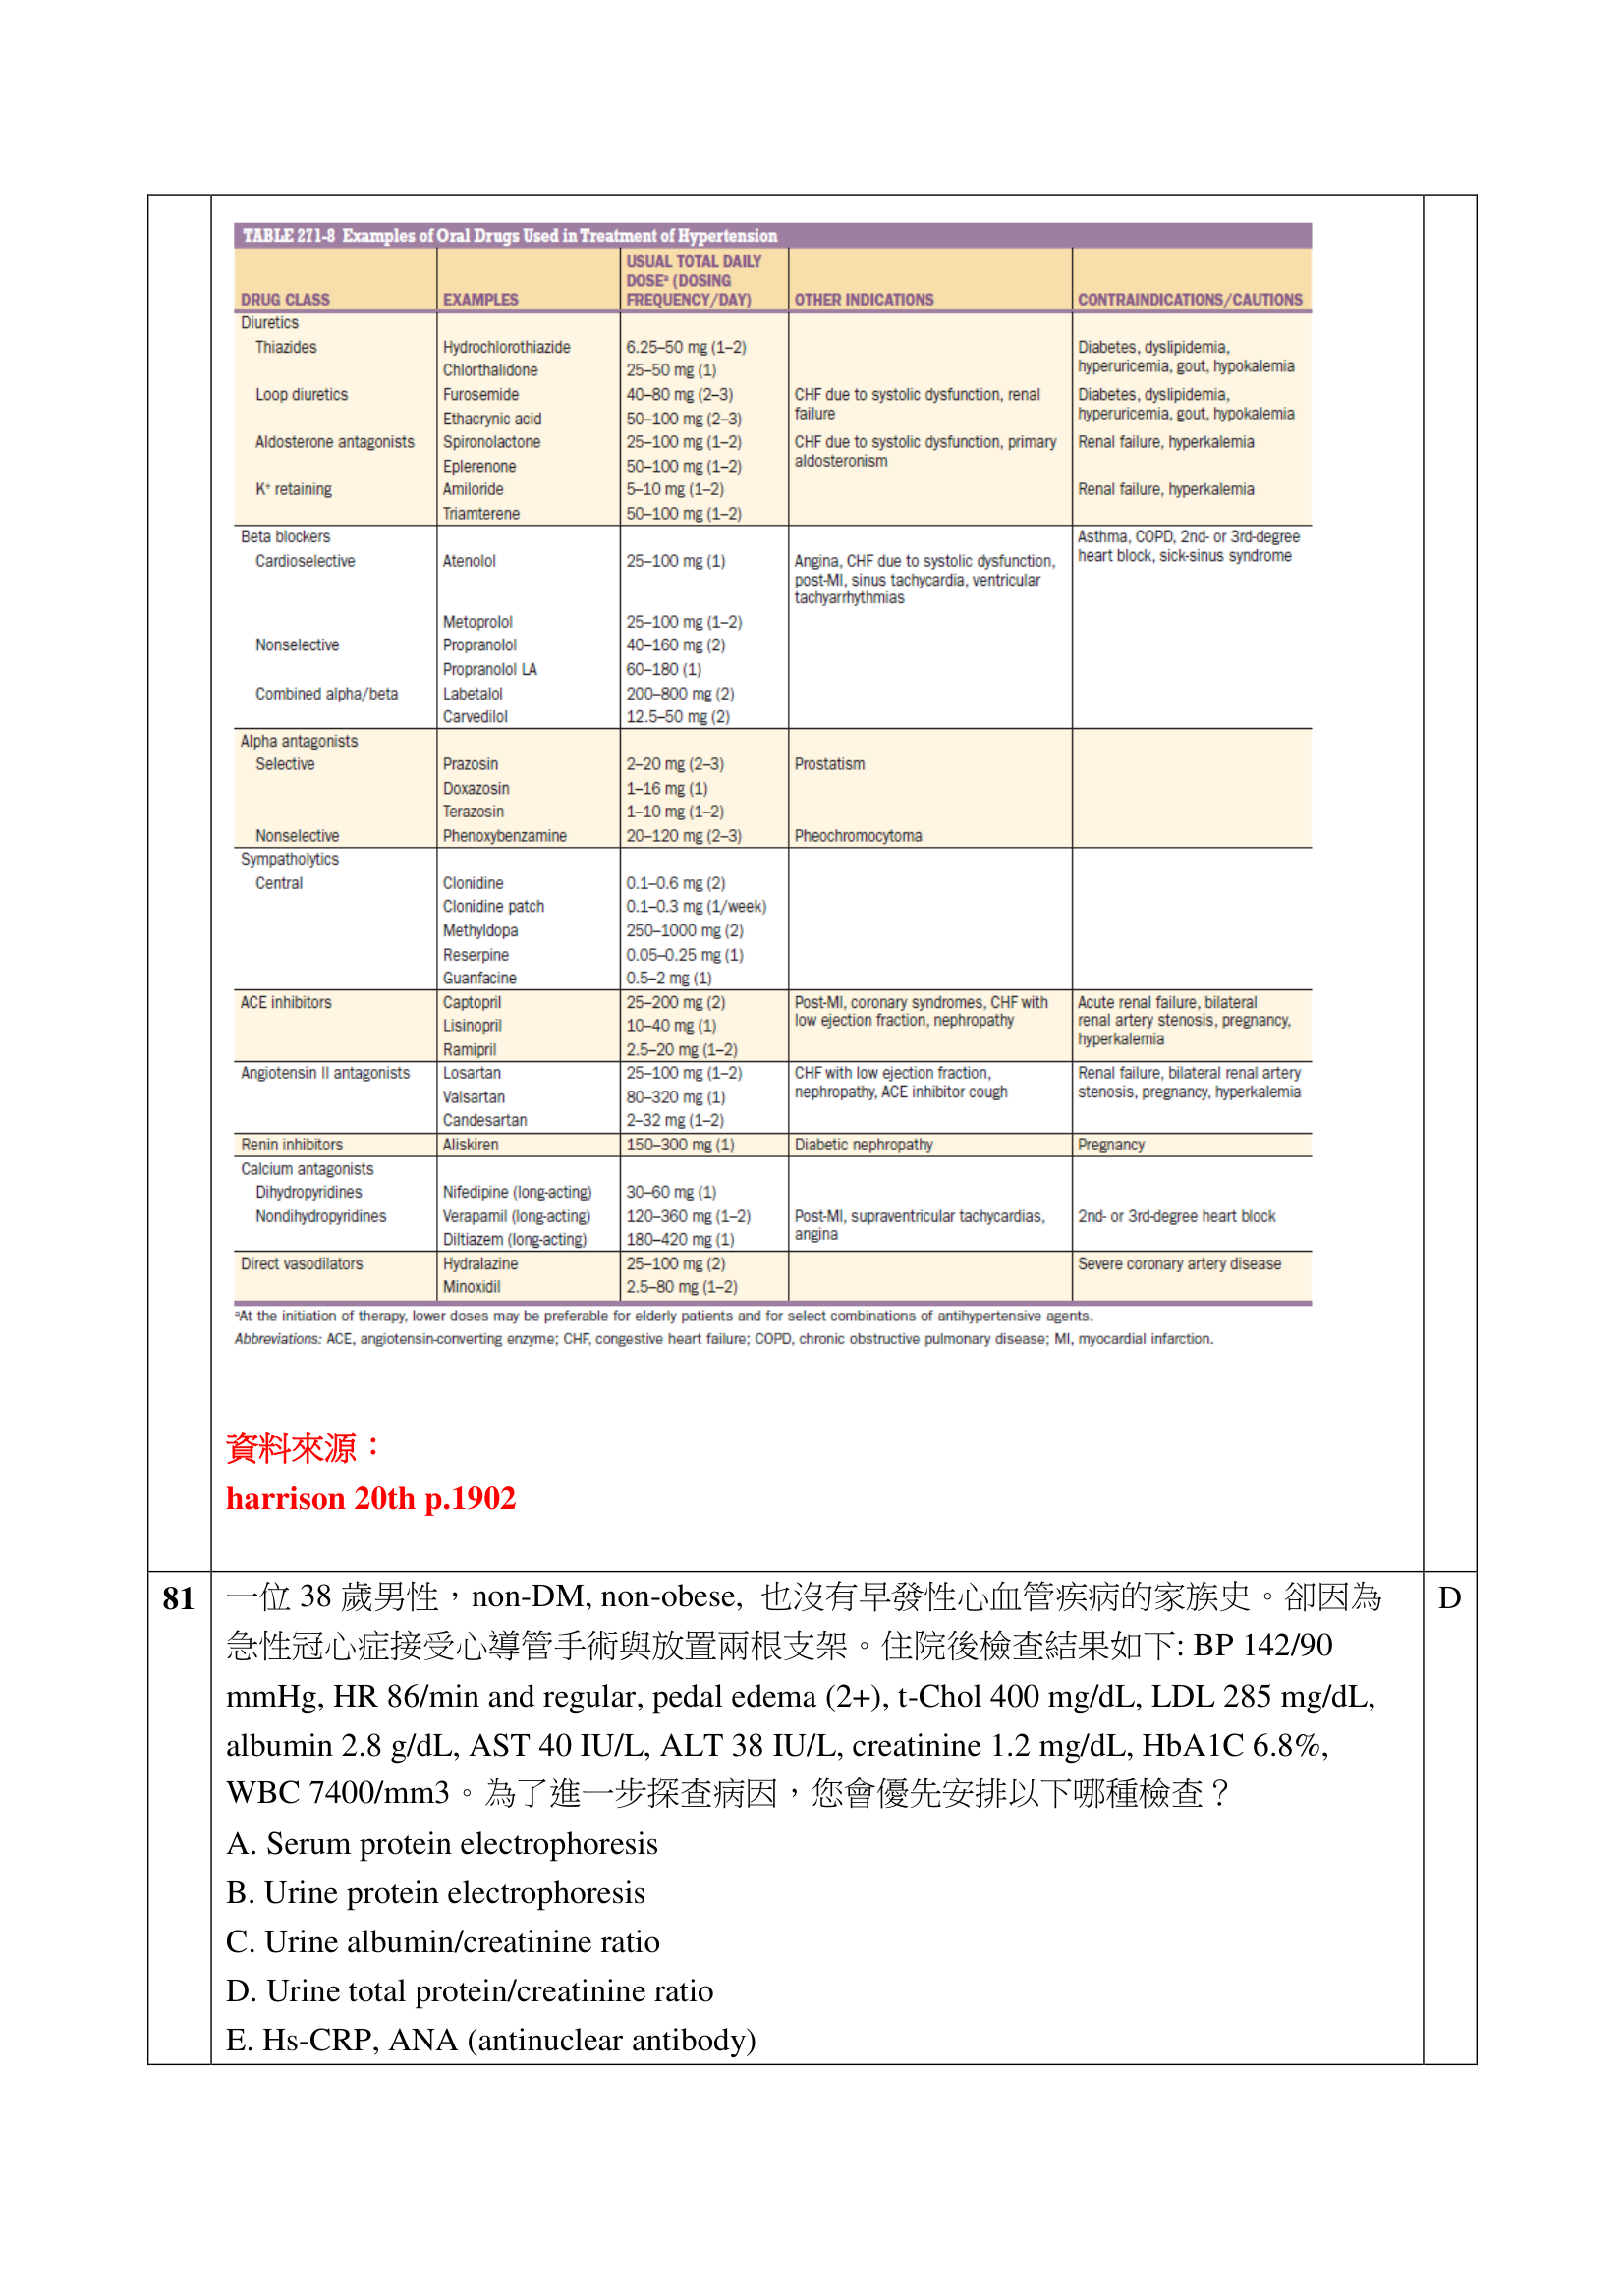 TABLE 271-8 Examples of Oral Drugs Used in Treatment of Hypertension
DRUG CLASS EXAMPLES USUAL TOTAL DAILY DOSEª (DOSING FREQUENCY/DAY) OTHER INDICATIONS CONTRAINDICATIONS/CAUTIONS
Diuretics
Thiazides Hydrochlorothiazide 6.25–50 mg (1–2) Diabetes, dyslipidemia,
Chlorthalidone 25–50 mg (1) hyperuricemia, gout, hypokalemia
Loop diuretics Furosemide 40–80 mg (2–3) CHF due to systolic dysfunction, renal Diabetes, dyslipidemia,
Ethacrynic acid 50–100 mg (2–3) failure hyperuricemia, gout, hypokalemia
Aldosterone antagonists Spironolactone 25–100 mg (1–2) CHF due to systolic dysfunction, primary Renal failure, hyperkalemia
Eplerenone 50–100 mg (1–2) aldosteronism
K⁺ retaining Amiloride 5–10 mg (1–2) Renal failure, hyperkalemia
Triamterene 50–100 mg (1–2)
Beta blockers Asthma, COPD, 2nd- or 3rd-degree
Cardioselective Atenolol 25–100 mg (1) Angina, CHF due to systolic dysfunction, heart block, sick-sinus syndrome
post-MI, sinus tachycardia, ventricular
tachyarrhythmias
Metoprolol 25–100 mg (1–2)
Nonselective Propranolol 40–160 mg (2)
Propranolol LA 60–180 (1)
Combined alpha/beta Labetalol 200–800 mg (2)
Carvedilol 12.5–50 mg (2)
Alpha antagonists
Selective Prazosin 2–20 mg (2–3) Prostatism
Doxazosin 1–16 mg (1)
Terazosin 1–10 mg (1–2)
Nonselective Phenoxybenzamine 20–120 mg (2–3) Pheochromocytoma
Sympatholytics
Central Clonidine 0.1–0.6 mg (2)
Clonidine patch 0.1–0.3 mg (1/week)
Methyldopa 250–1000 mg (2)
Reserpine 0.05–0.25 mg (1)
Guanfacine 0.5–2 mg (1)
ACE inhibitors Captopril 25–200 mg (2) Post-MI, coronary syndromes, CHF with Acute renal failure, bilateral
Lisinopril 10–40 mg (1) low ejection fraction, nephropathy renal artery stenosis, pregnancy,
Ramipril 2.5–20 mg (1–2) hyperkalemia
Angiotensin II antagonists Losartan 25–100 mg (1–2) CHF with low ejection fraction, Renal failure, bilateral renal artery
Valsartan 80–320 mg (1) nephropathy, ACE inhibitor cough stenosis, pregnancy, hyperkalemia
Candesartan 2–32 mg (1–2)
Renin inhibitors Aliskiren 150–300 mg (1) Diabetic nephropathy Pregnancy
Calcium antagonists
Dihydropyridines Nifedipine (long-acting) 30–60 mg (1)
Nondihydropyridines Verapamil (long-acting) 120–360 mg (1–2) Post-MI, supraventricular tachycardias, 2nd- or 3rd-degree heart block
Diltiazem (long-acting) 180–420 mg (1) angina
Direct vasodilators Hydralazine 25–100 mg (2) Severe coronary artery disease
Minoxidil 2.5–80 mg (1–2)
ªAt the initiation of therapy, lower doses may be preferable for elderly patients and for select combinations of antihypertensive agents.
Abbreviations: ACE, angiotensin-converting enzyme; CHF, congestive heart failure; COPD, chronic obstructive pulmonary disease; MI, myocardial infarction.
資料來源：
harrison 20th p.1902
81 一位 38 歲男性，non-DM, non-obese, 也沒有早發性心血管疾病的家族史。卻因為 D
急性冠心症接受心導管手術與放置兩根支架。住院後檢查結果如下: BP 142/90
mmHg, HR 86/min and regular, pedal edema (2+), t-Chol 400 mg/dL, LDL 285 mg/dL,
albumin 2.8 g/dL, AST 40 IU/L, ALT 38 IU/L, creatinine 1.2 mg/dL, HbA1C 6.8%,
WBC 7400/mm3。為了進一步探查病因，您會優先安排以下哪種檢查？
A. Serum protein electrophoresis
B. Urine protein electrophoresis
C. Urine albumin/creatinine ratio
D. Urine total protein/creatinine ratio
E. Hs-CRP, ANA (antinuclear antibody)